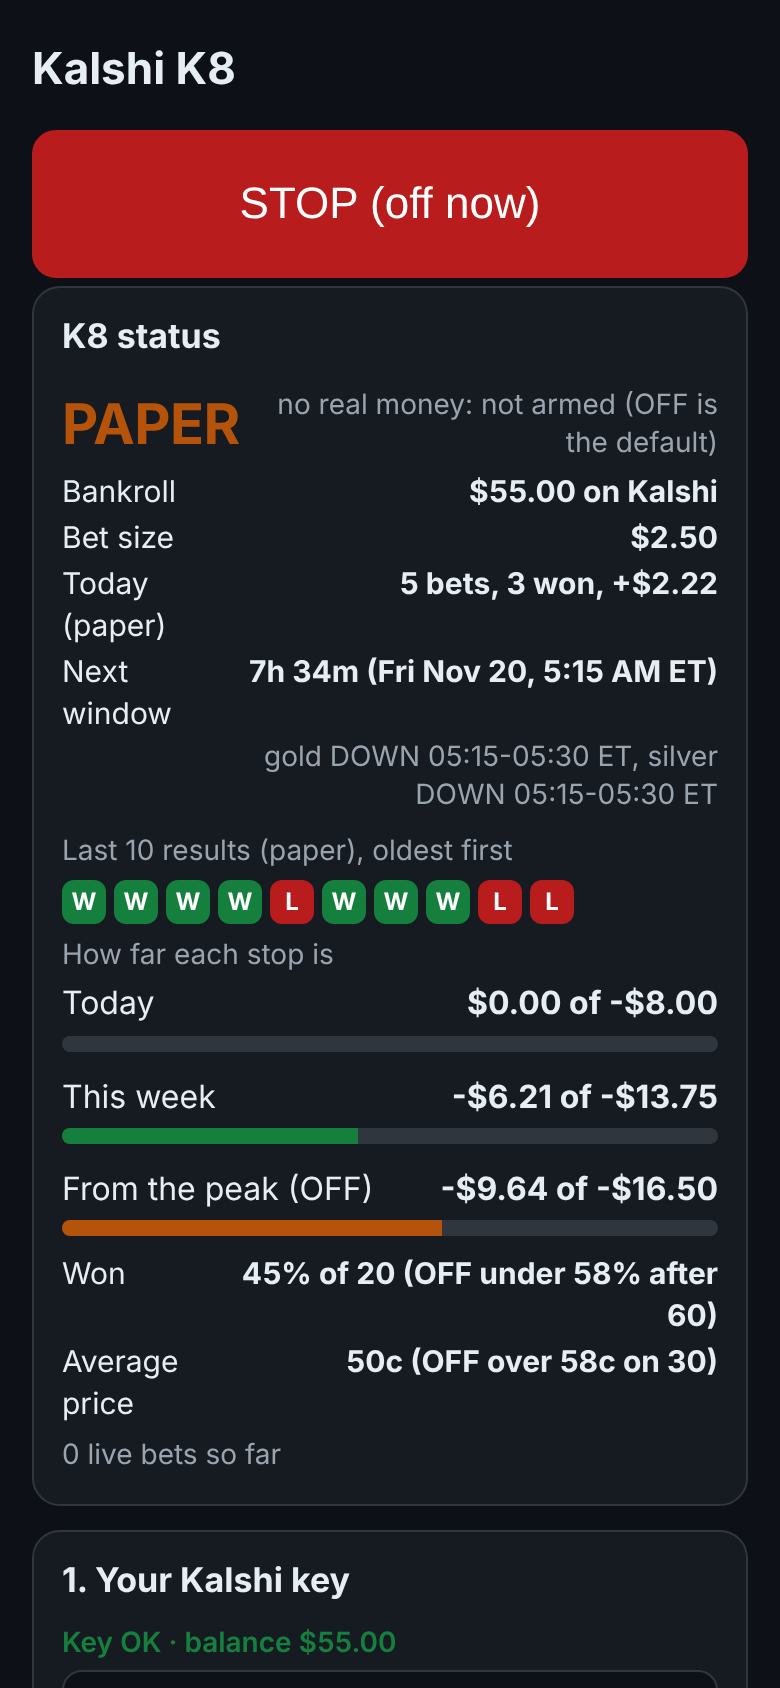 Kalshi K8
STOP (off now)
K8 status
PAPER
no real money: not armed (OFF is
the default)
Bankroll $55.00 on Kalshi
Bet size $2.50
Today 5 bets, 3 won, +$2.22
(paper)
Next 7h 34m (Fri Nov 20, 5:15 AM ET)
window
gold DOWN 05:15-05:30 ET, silver
DOWN 05:15-05:30 ET
Last 10 results (paper), oldest first
W W W W L W W W L L
How far each stop is
Today $0.00 of -$8.00
This week -$6.21 of -$13.75
From the peak (OFF) -$9.64 of -$16.50
Won 45% of 20 (OFF under 58% after
60)
Average 50c (OFF over 58c on 30)
price
0 live bets so far
1. Your Kalshi key
Key OK · balance $55.00